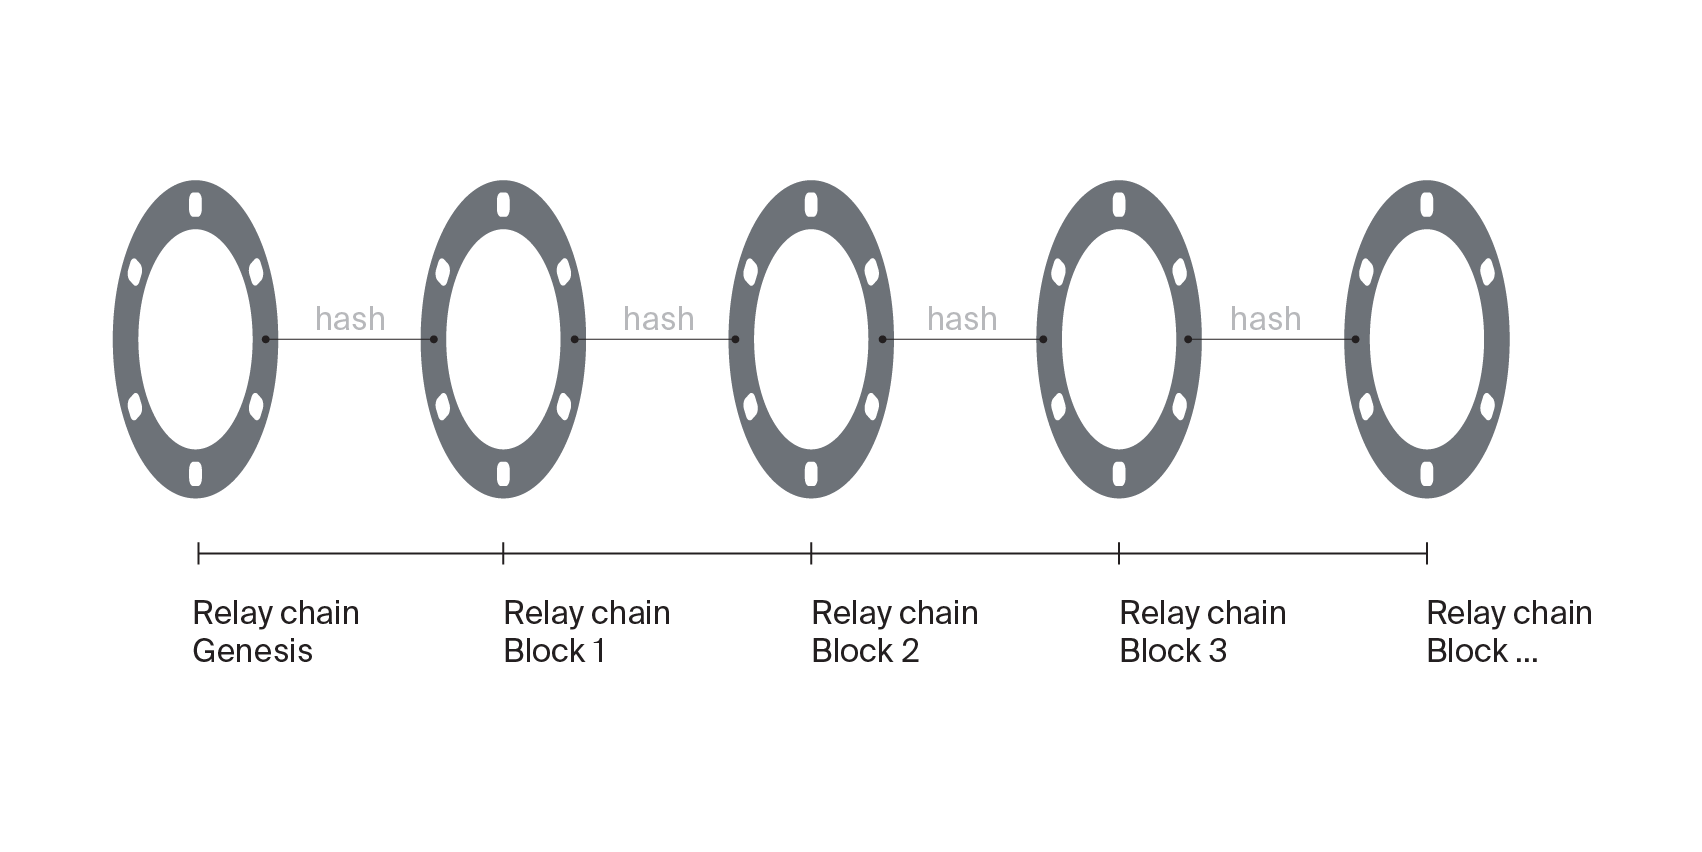 hash
hash
hash
hash
Relay chain
Genesis
Relay chain
Block 1
Relay chain
Block 2
Relay chain
Block 3
Relay chain
Block ...